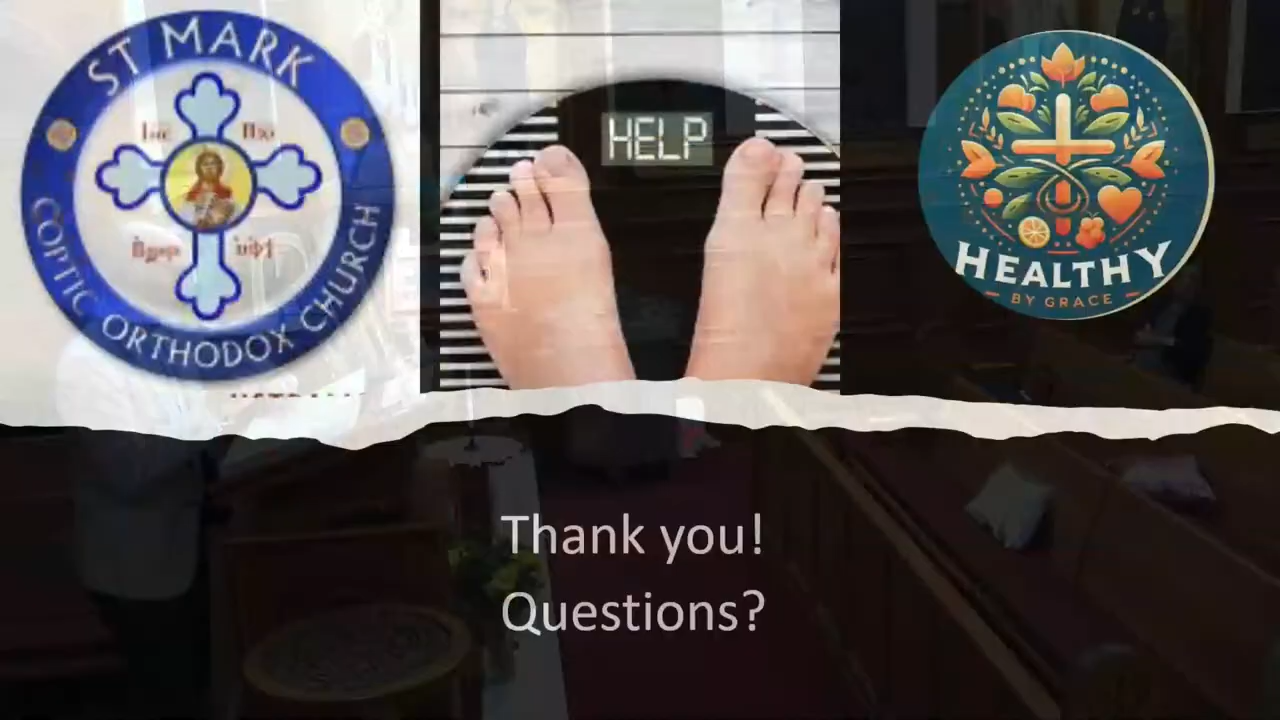 ST MARK
COPTIC ORTHODOX CHURCH
HELP
HEALTHY
BY GRACE
Thank you!
Questions?